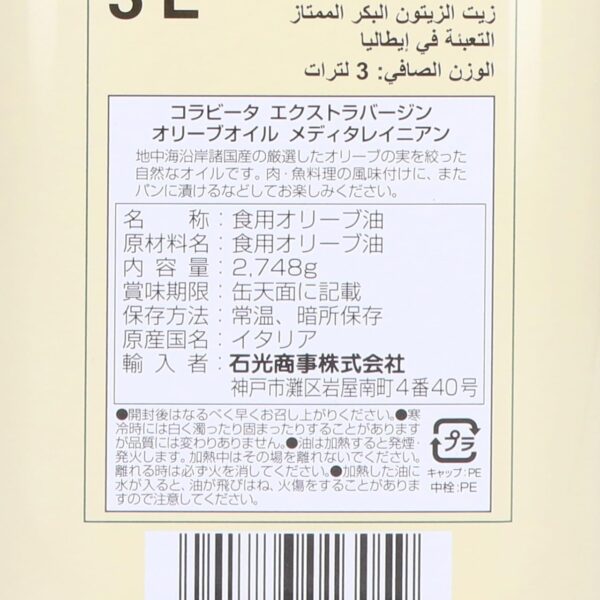 3 L
زيت الزيتون البكر الممتاز
التعبئة في إيطاليا
الوزن الصافي: 3 لترات
コラビータ エクストラバージン
オリーブオイル メディタレイニアン
地中海沿岸諸国産の厳選したオリーブの実を絞った
自然なオイルです。肉・魚料理の風味付けに、また
パンに漬けるなどしてお楽しみください。
名 称：食用オリーブ油
原材料名：食用オリーブ油
内容量：2,748g
賞味期限：缶天面に記載
保存方法：常温、暗所保存
原産国名：イタリア
輸入者：石光商事株式会社
神戸市灘区岩屋南町4番40号
●開封後はなるべく早くお召し上がりください。●寒
冷時には白く濁ったり固まったりすることがあります
が品質には変わりありません。●油は加熱すると発煙・
発火します。加熱中はその場を離れないでください。
離れる時は必ず火を消してください。●加熱した油に
水が入ると、油が飛びはね、火傷をすることがありま
すので注意してください。
プラ
キャップ:PE
中栓:PE